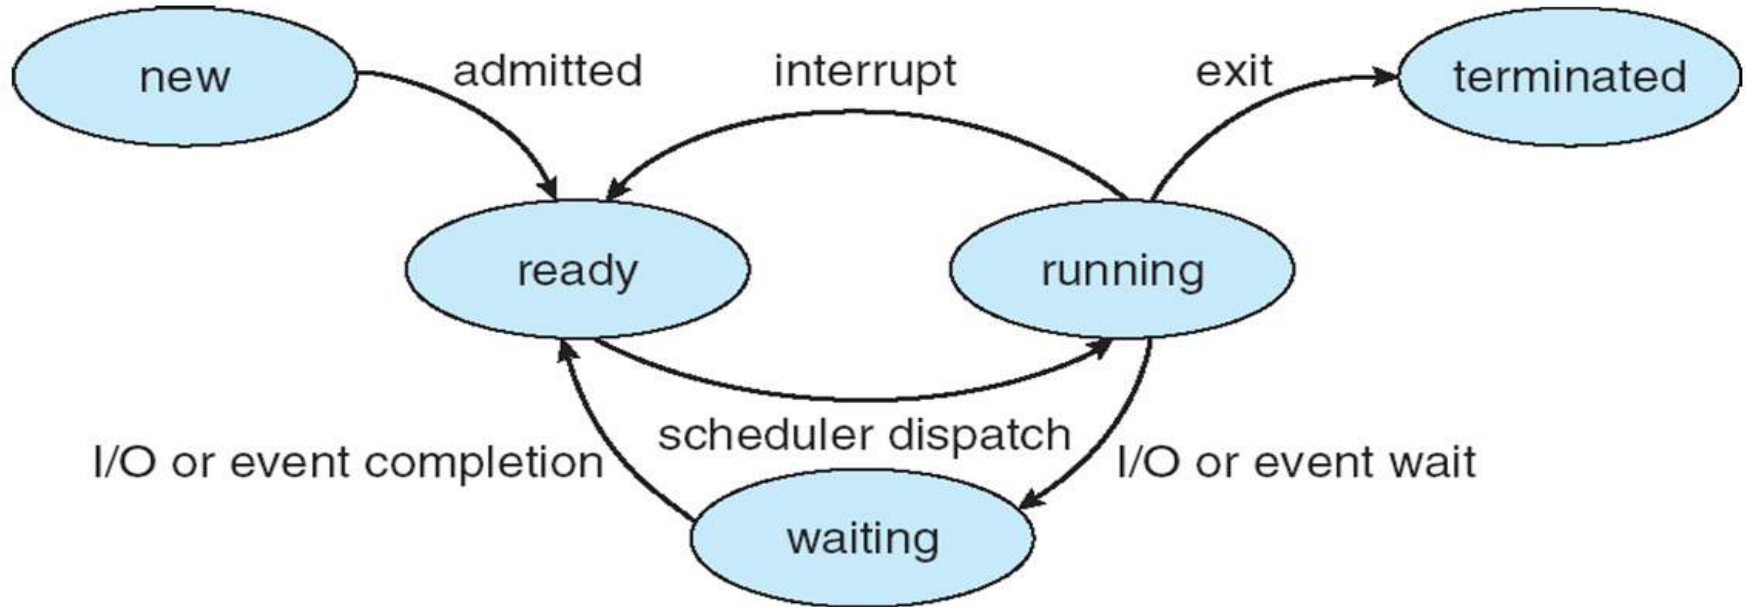 new
admitted
interrupt
exit
terminated
ready
running
scheduler dispatch
I/O or event completion
I/O or event wait
waiting